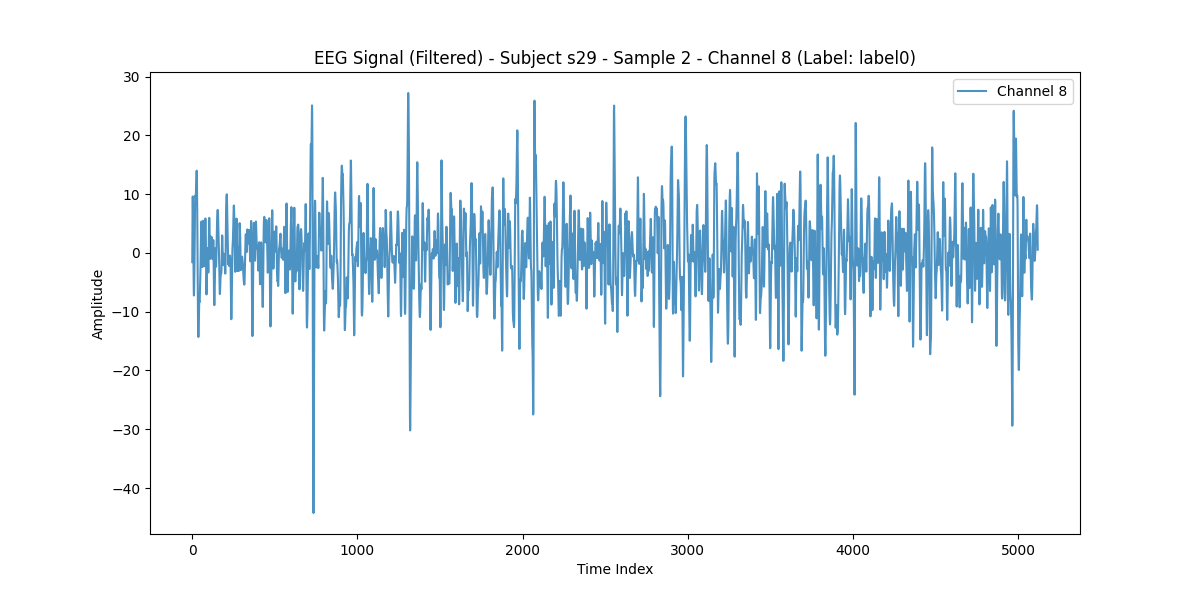 EEG Signal (Filtered) - Subject s29 - Sample 2 - Channel 8 (Label: label0)
Channel 8
30
20
10
0
−10
−20
−30
−40
Amplitude
0 1000 2000 3000 4000 5000
Time Index